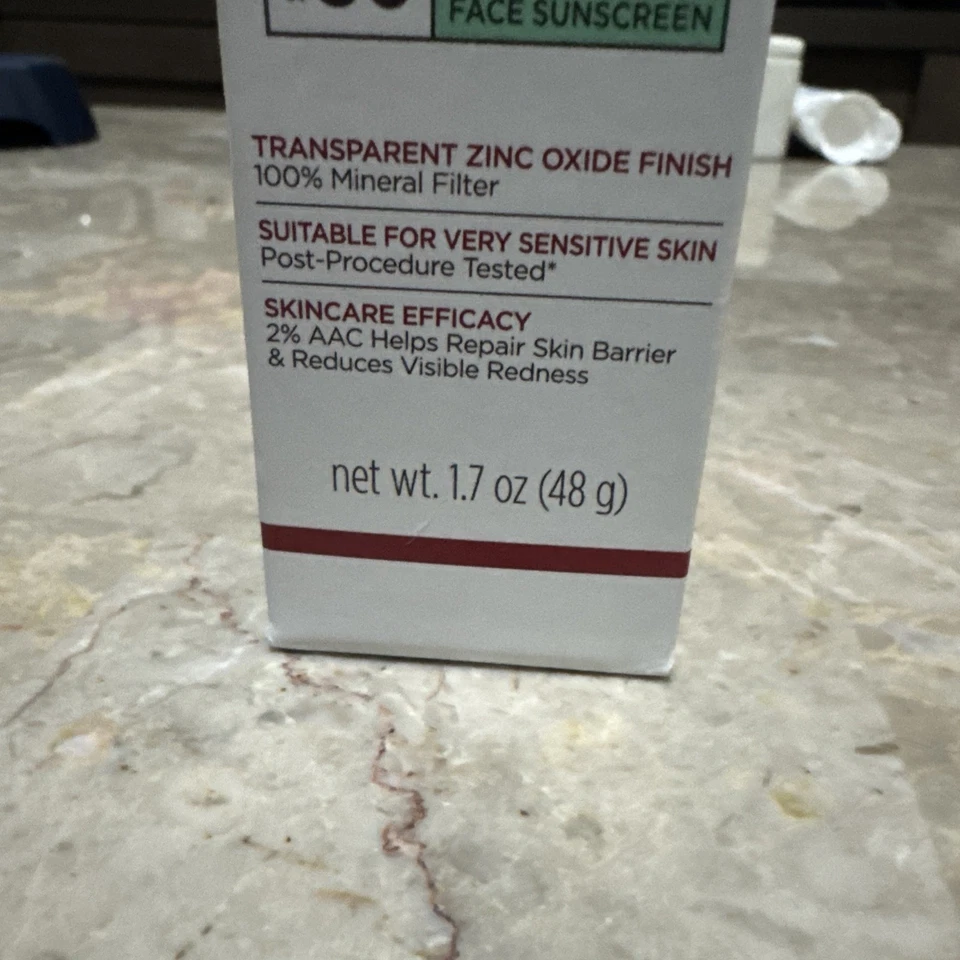 FACE SUNSCREEN
TRANSPARENT ZINC OXIDE FINISH
100% Mineral Filter
SUITABLE FOR VERY SENSITIVE SKIN
Post-Procedure Tested*
SKINCARE EFFICACY
2% AAC Helps Repair Skin Barrier
& Reduces Visible Redness
net wt. 1.7 oz (48 g)